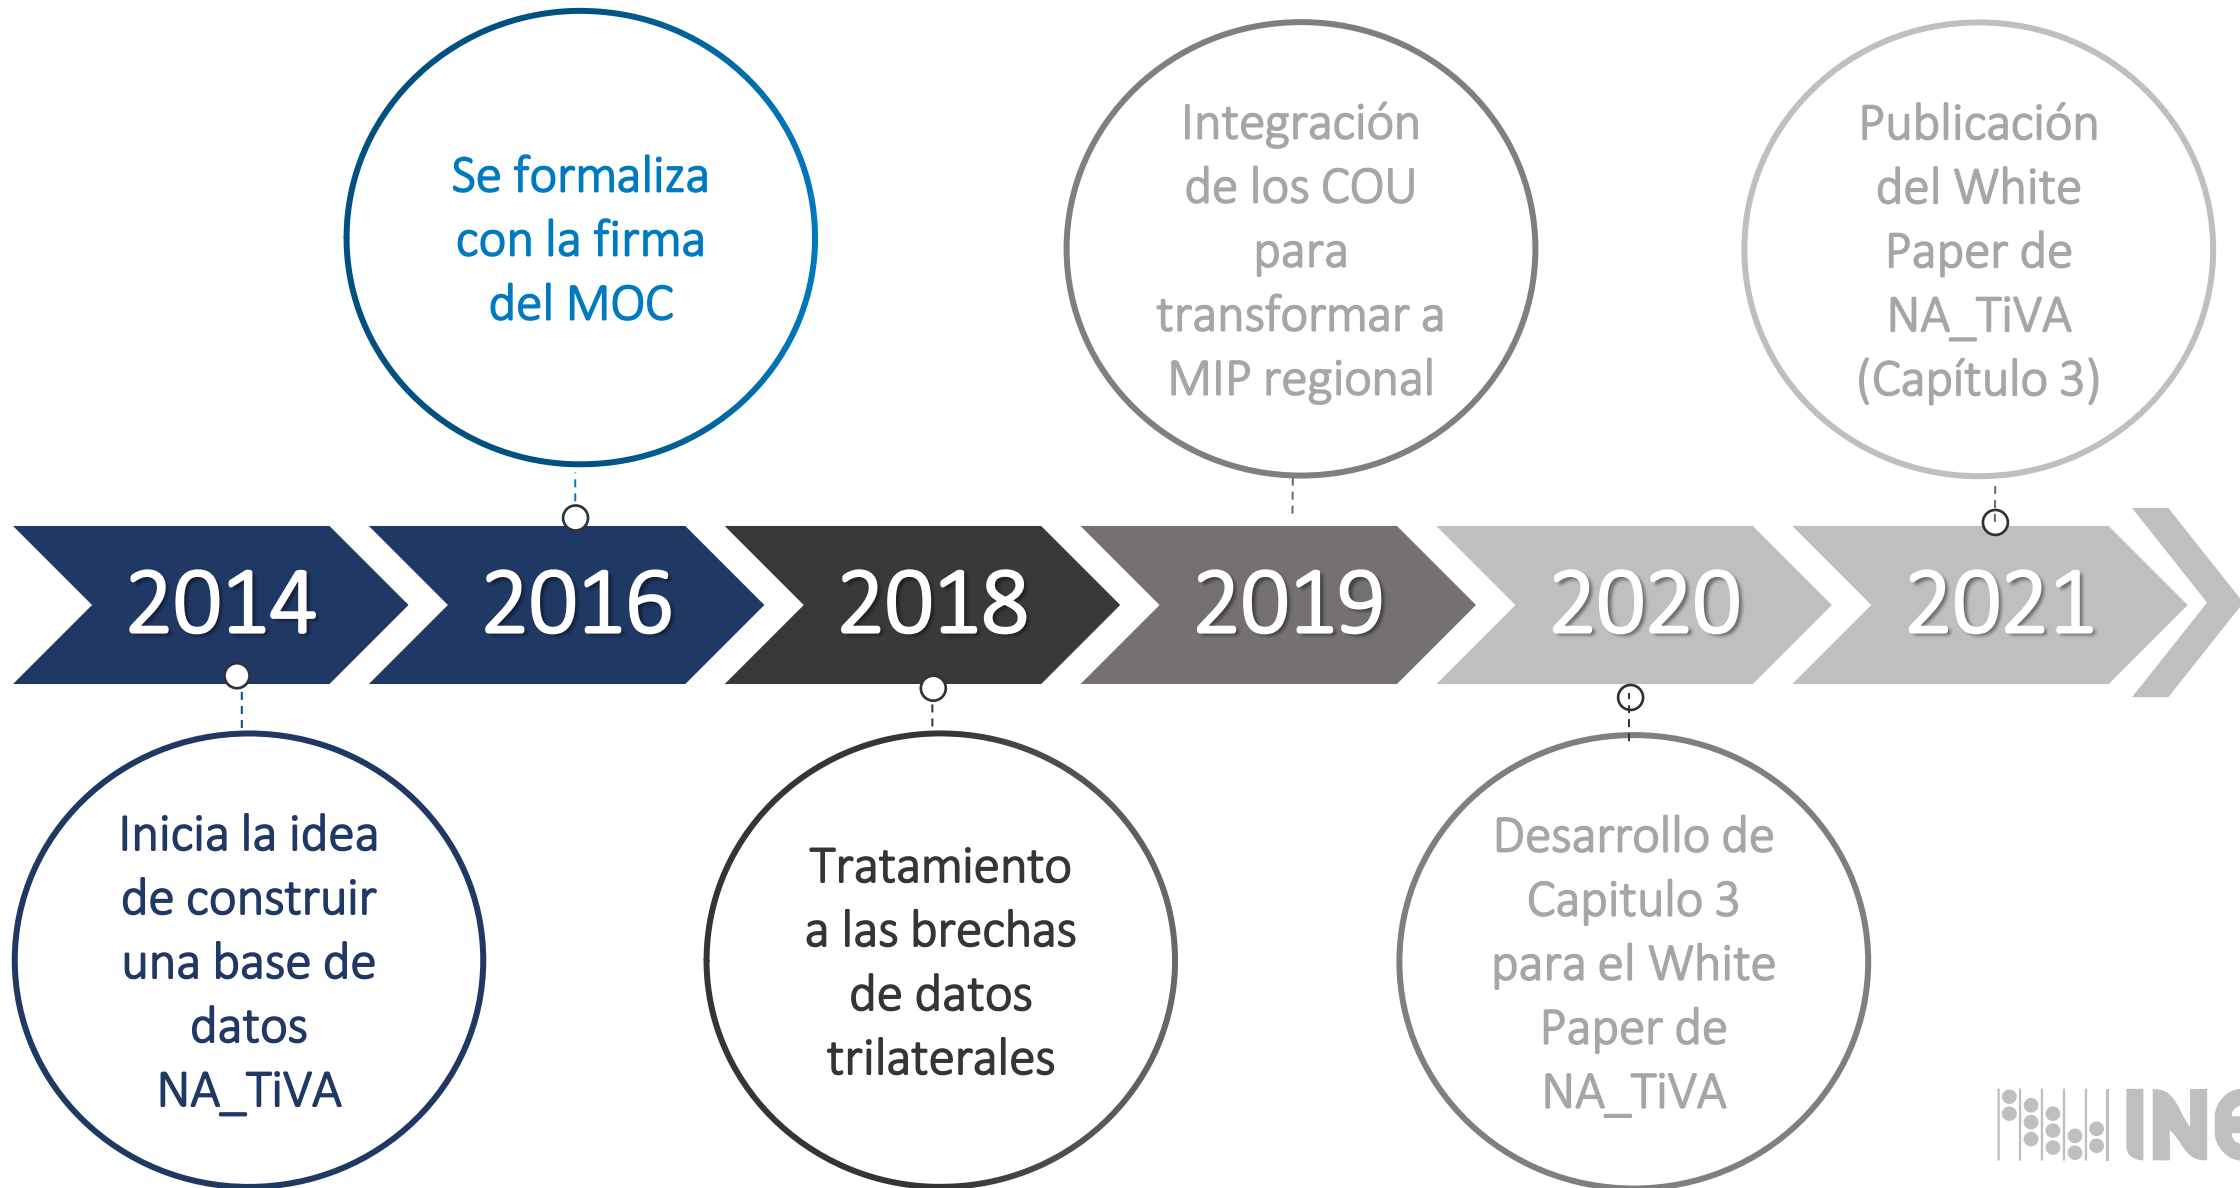 Se formaliza
con la firma
del MOC
Integración
de los COU
para
transformar a
MIP regional
Publicación
del White
Paper de
NA_TiVA
(Capítulo 3)
2014
2016
2018
2019
2020
2021
Inicia la idea
de construir
una base de
datos
NA_TiVA
Tratamiento
a las brechas
de datos
trilaterales
Desarrollo de
Capitulo 3
para el White
Paper de
NA_TiVA